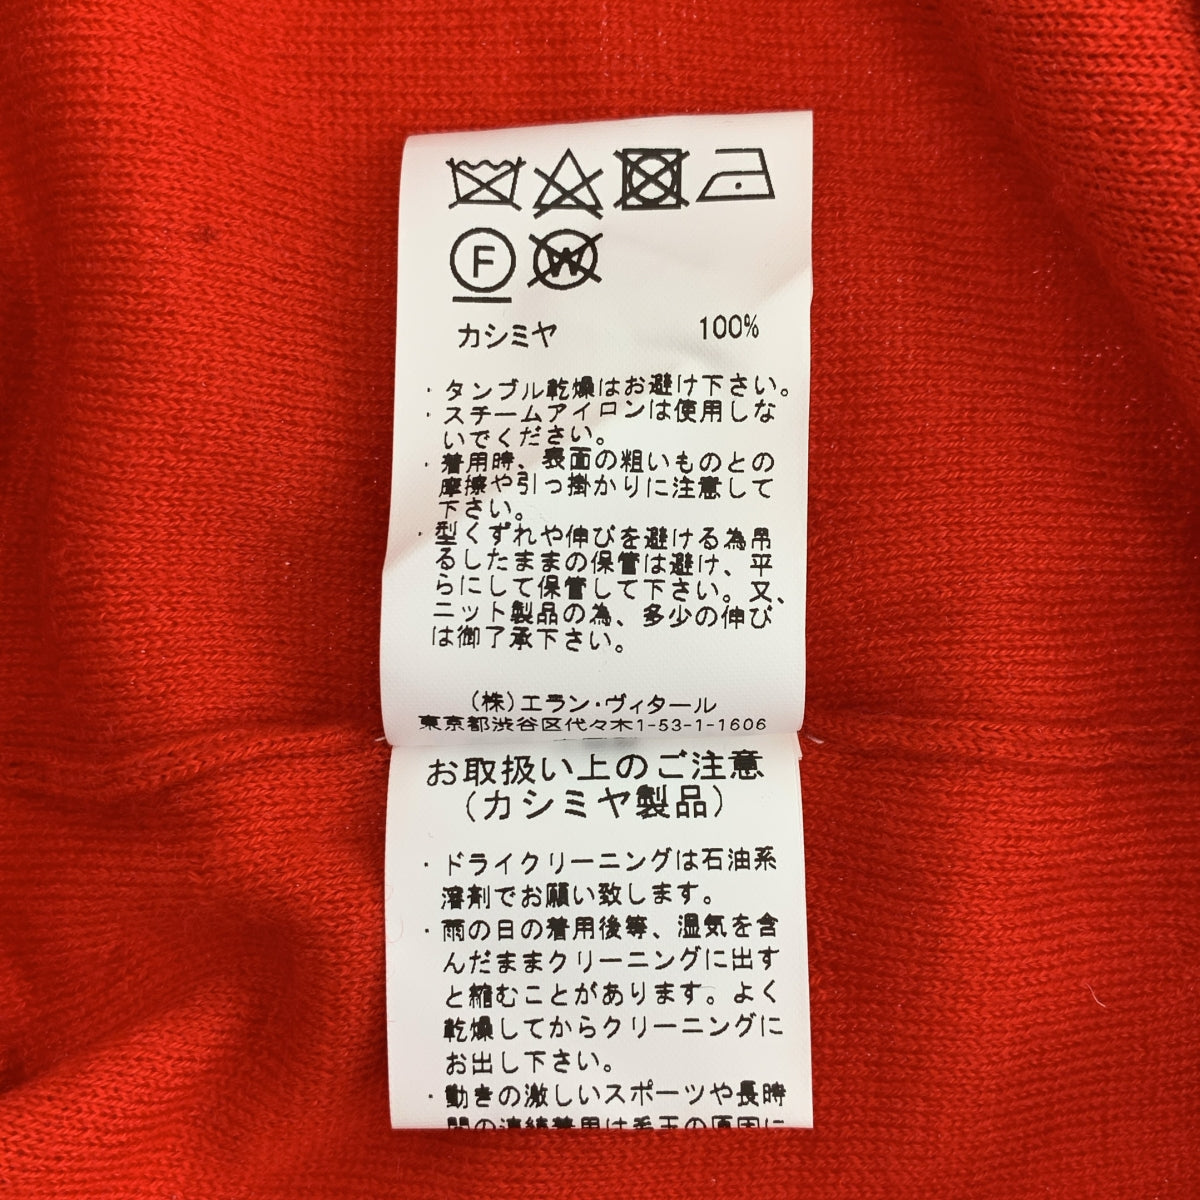 F W
カシミヤ 100%
・タンブル乾燥はお避け下さい。
・スチームアイロンは使用しな
いでください。
・着用時、表面の粗いものとの
摩擦や引っ掛かりに注意して
下さい。
・型くずれや伸びを避ける為吊
るしたままの保管は避け、平
らにして保管して下さい。又、
ニット製品の為、多少の伸び
は御了承下さい。
(株)エラン・ヴィタール
東京都渋谷区代々木1-53-1-1606
お取扱い上のご注意
(カシミヤ製品)
・ドライクリーニングは石油系
溶剤でお願い致します。
・雨の日の着用後等、湿気を含
んだままクリーニングに出す
と縮むことがあります。よく
乾燥してからクリーニングに
お出し下さい。
・動きの激しいスポーツや長時
間の連続着用は毛玉の原因に